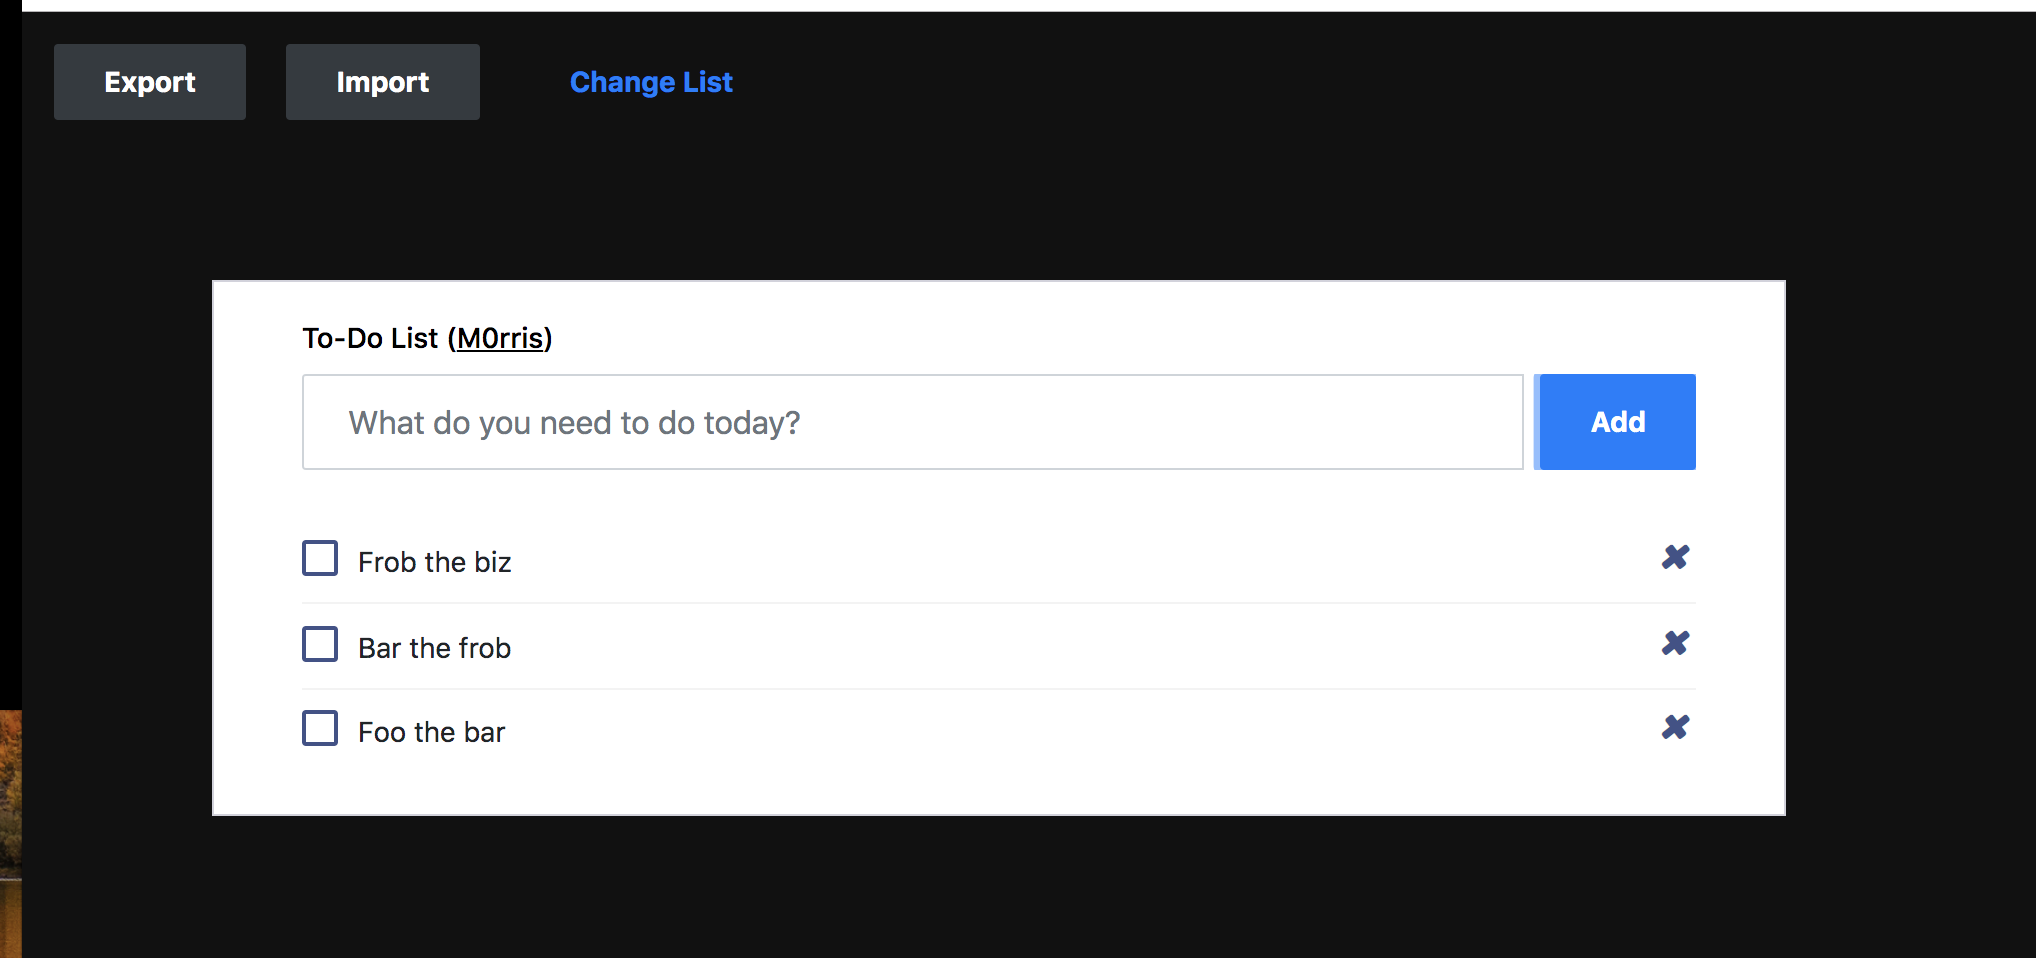 Export Import Change List
To-Do List (M0rris)
What do you need to do today? Add
Frob the biz
Bar the frob
Foo the bar